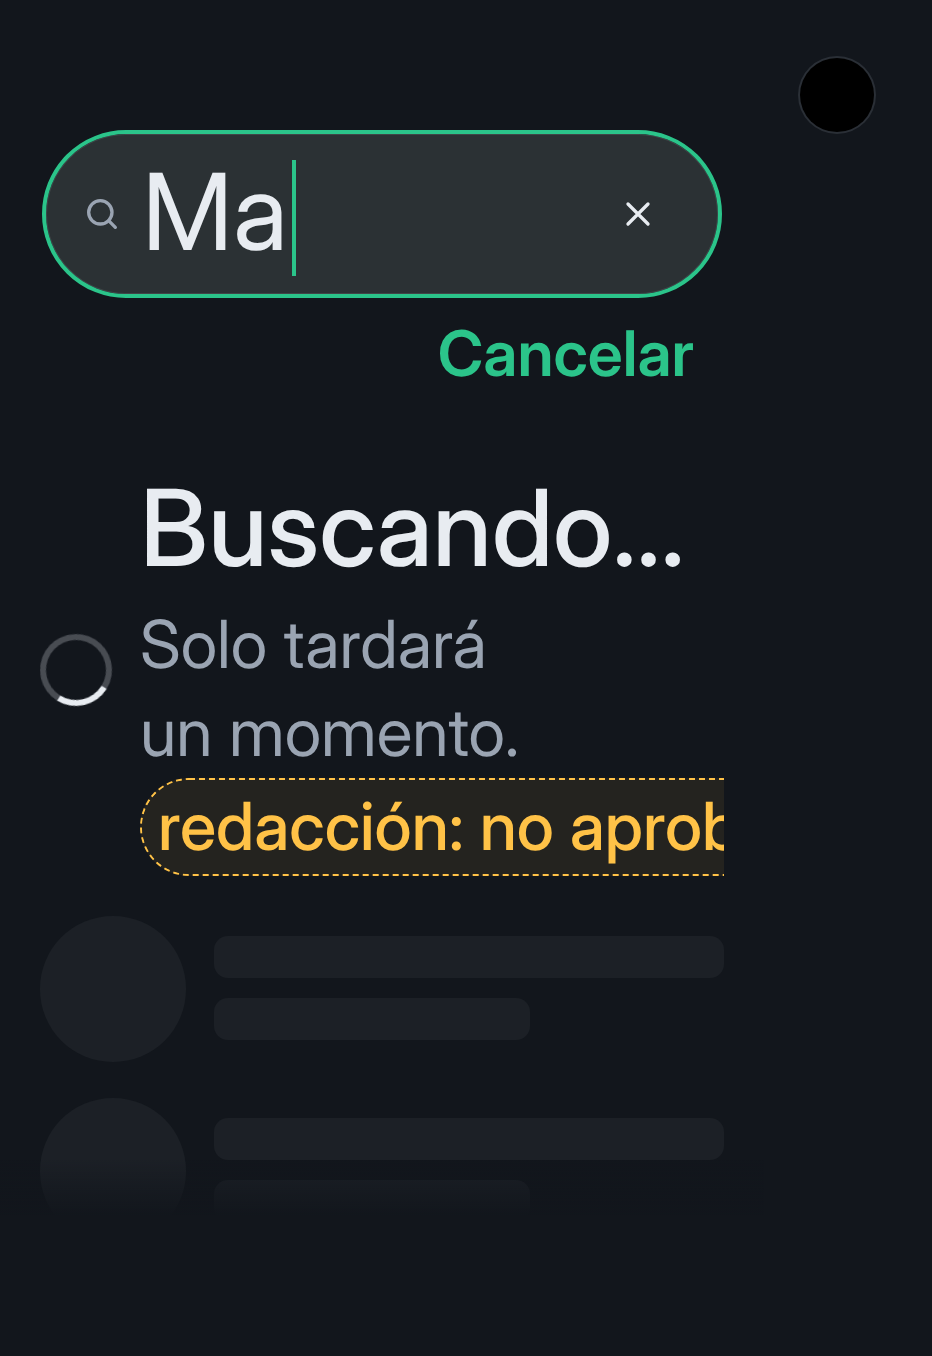 Ma
Cancelar
Buscando...
Solo tardará
un momento.
redacción: no